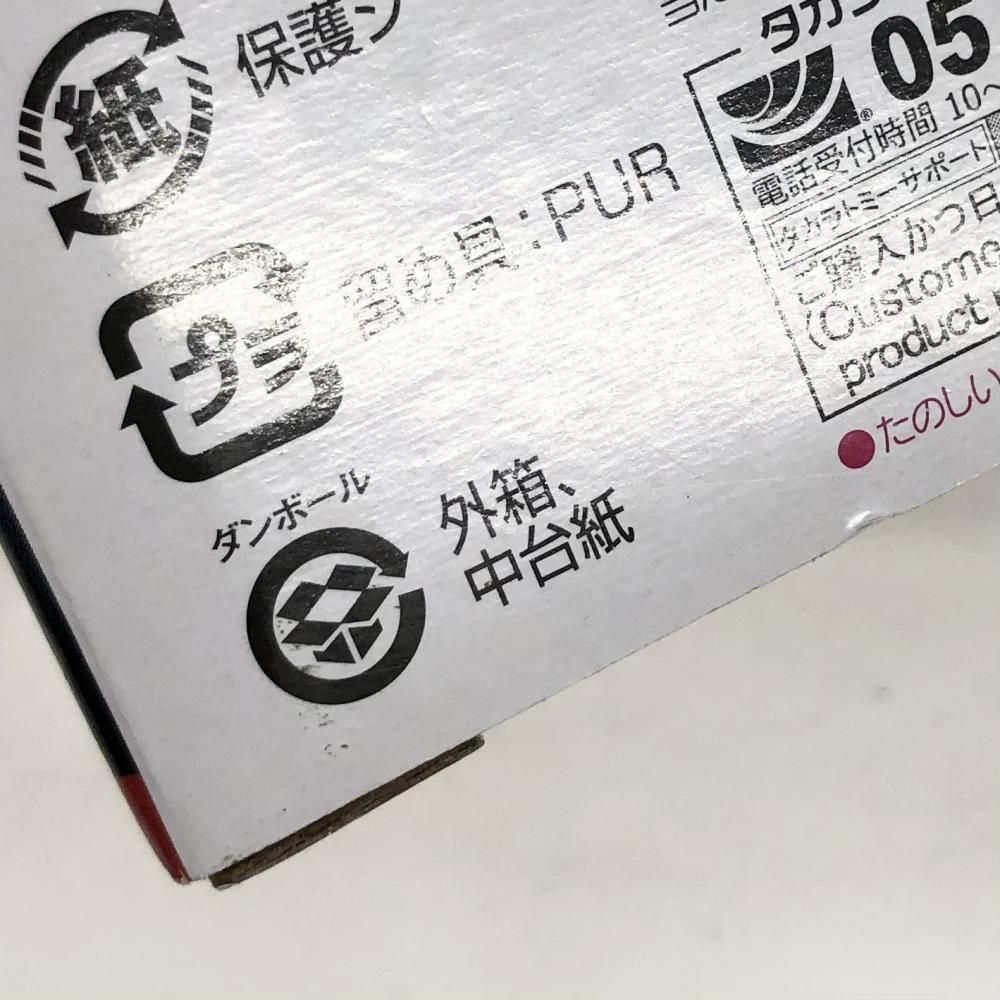 紙
保護シ
プラ
留め具：PUR
ダンボール
外箱、
中台紙
タカラ
05
電話受付時間 10～
タカラトミーサポート
ご購入かつ日
(Custome
product
●たのしい